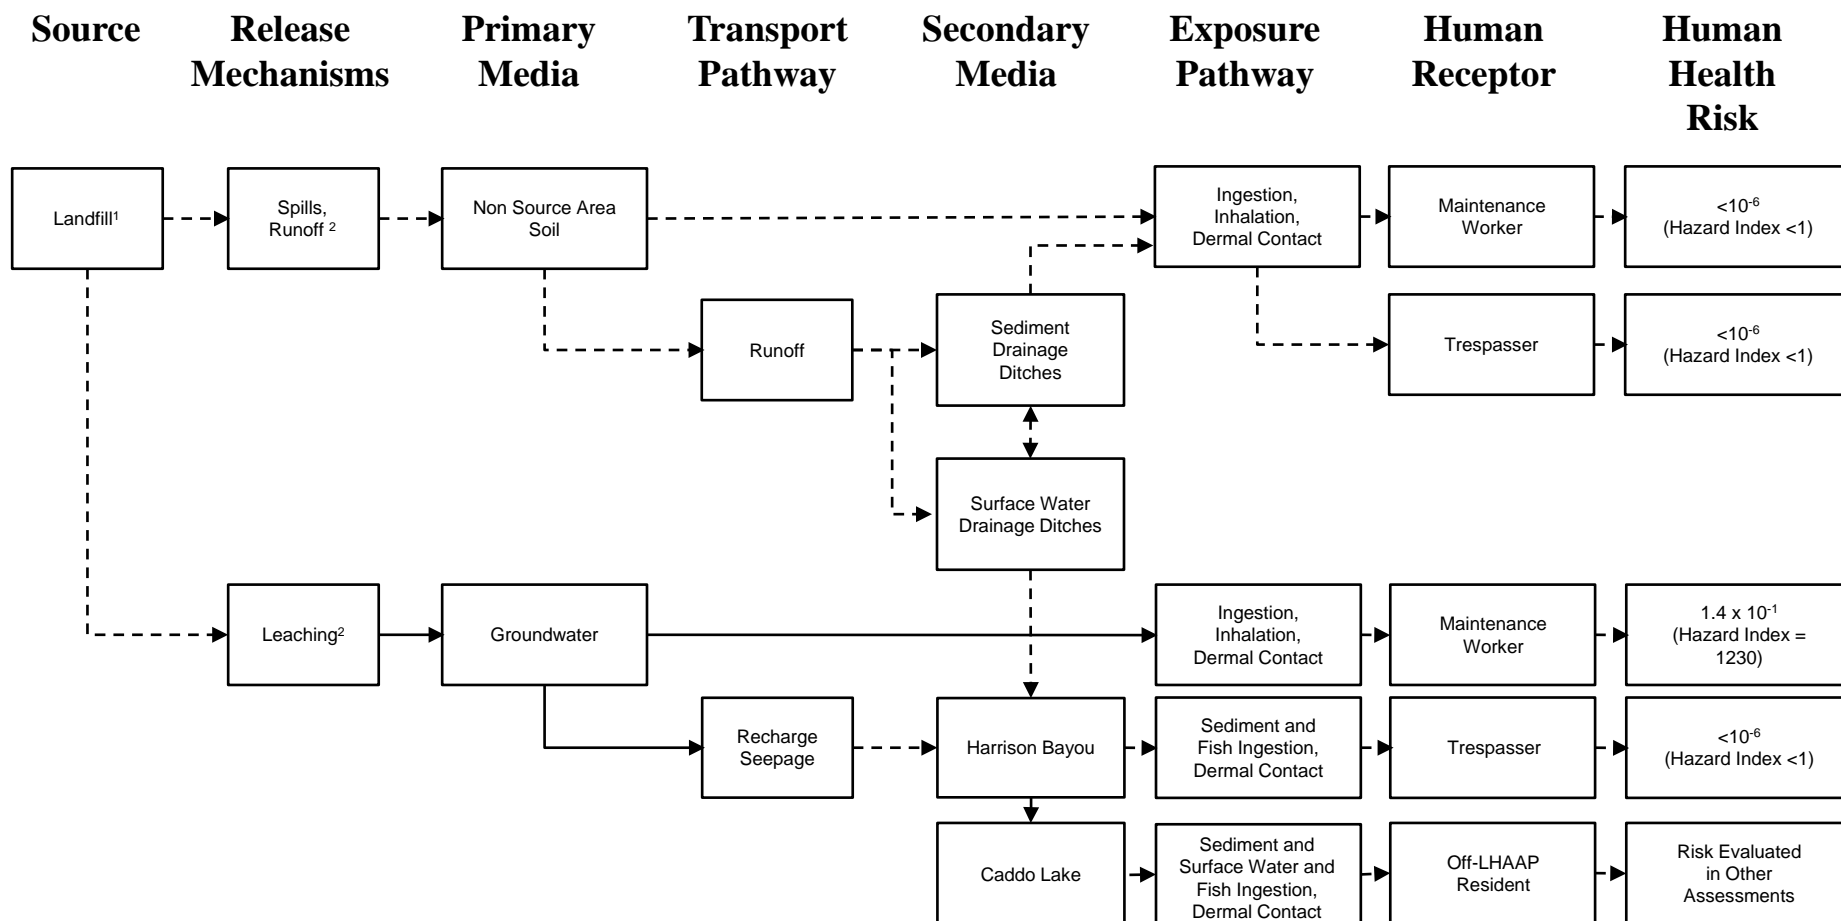 Source
Release
Mechanisms
Primary
Media
Transport
Pathway
Secondary
Media
Exposure
Pathway
Human
Receptor
Human
Health
Risk
Landfill¹
Spills,
Runoff ²
Non Source Area
Soil
Ingestion,
Inhalation,
Dermal Contact
Maintenance
Worker
<10⁻⁶
(Hazard Index <1)
Runoff
Sediment
Drainage
Ditches
Trespasser
<10⁻⁶
(Hazard Index <1)
Surface Water
Drainage Ditches
Leaching²
Groundwater
Ingestion,
Inhalation,
Dermal Contact
Maintenance
Worker
1.4 x 10⁻¹
(Hazard Index =
1230)
Recharge
Seepage
Harrison Bayou
Sediment and
Fish Ingestion,
Dermal Contact
Trespasser
<10⁻⁶
(Hazard Index <1)
Caddo Lake
Sediment and
Surface Water and
Fish Ingestion,
Dermal Contact
Off-LHAAP
Resident
Risk Evaluated
in Other
Assessments